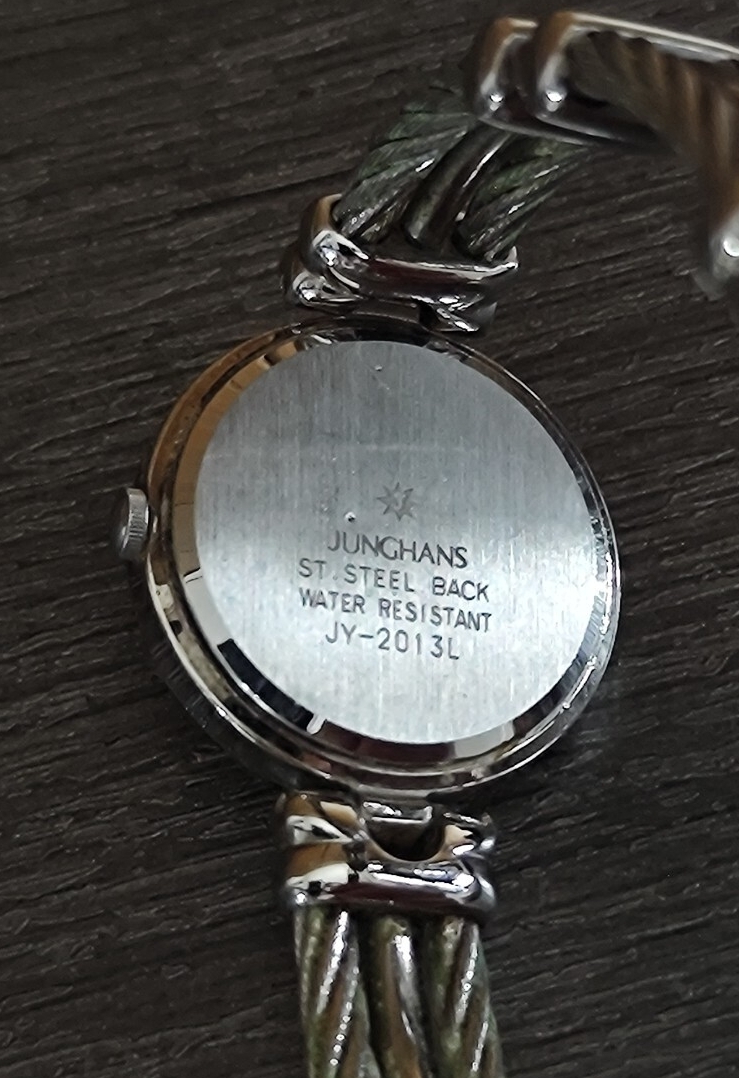 JUNGHANS
ST.STEEL BACK
WATER RESISTANT
JY-2013L